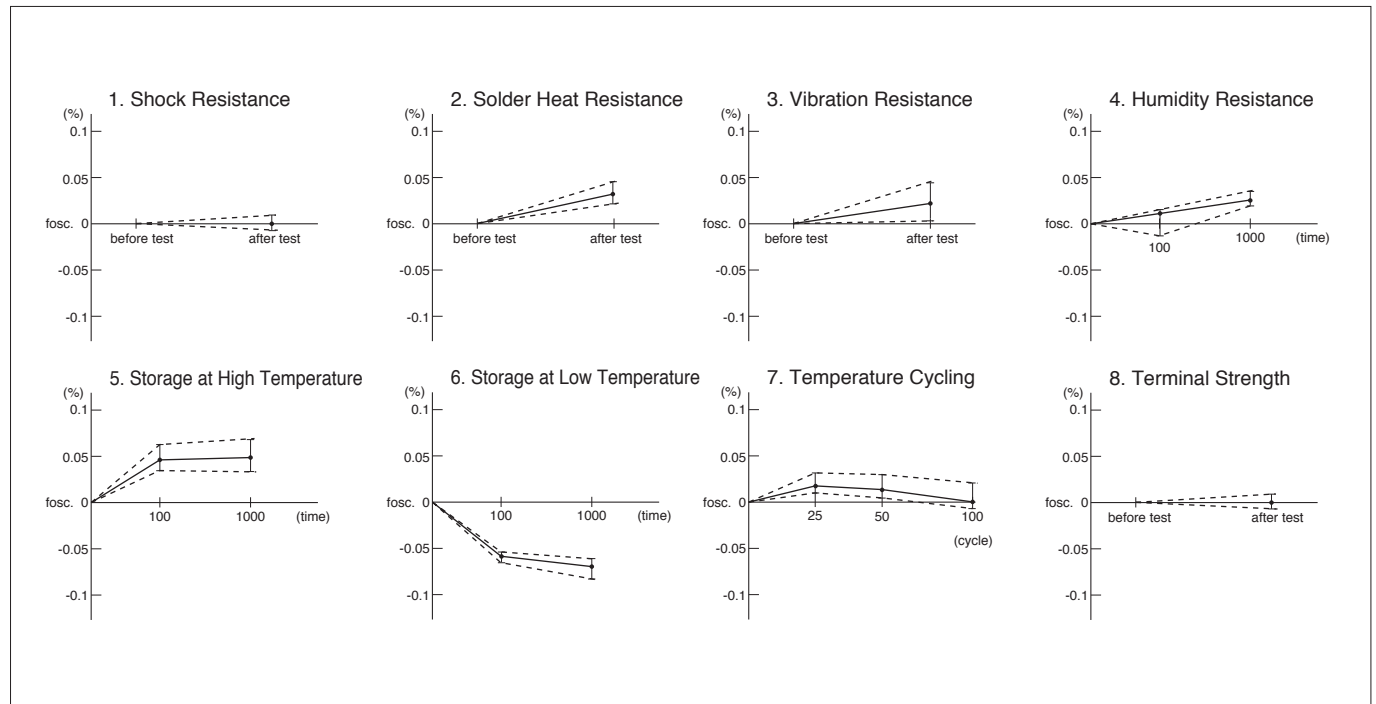 1. Shock Resistance
(%)
0.1
0.05
fosc. 0
-0.05
-0.1
before test
after test
2. Solder Heat Resistance
(%)
0.1
0.05
fosc. 0
-0.05
-0.1
before test
after test
3. Vibration Resistance
(%)
0.1
0.05
fosc. 0
-0.05
-0.1
before test
after test
4. Humidity Resistance
(%)
0.1
0.05
fosc. 0
-0.05
-0.1
100
1000
(time)
5. Storage at High Temperature
(%)
0.1
0.05
fosc. 0
-0.05
-0.1
100
1000
(time)
6. Storage at Low Temperature
(%)
0.1
0.05
fosc. 0
-0.05
-0.1
100
1000
(time)
7. Temperature Cycling
(%)
0.1
0.05
fosc. 0
-0.05
-0.1
25
50
100
(cycle)
8. Terminal Strength
(%)
0.1
0.05
fosc. 0
-0.05
-0.1
before test
after test